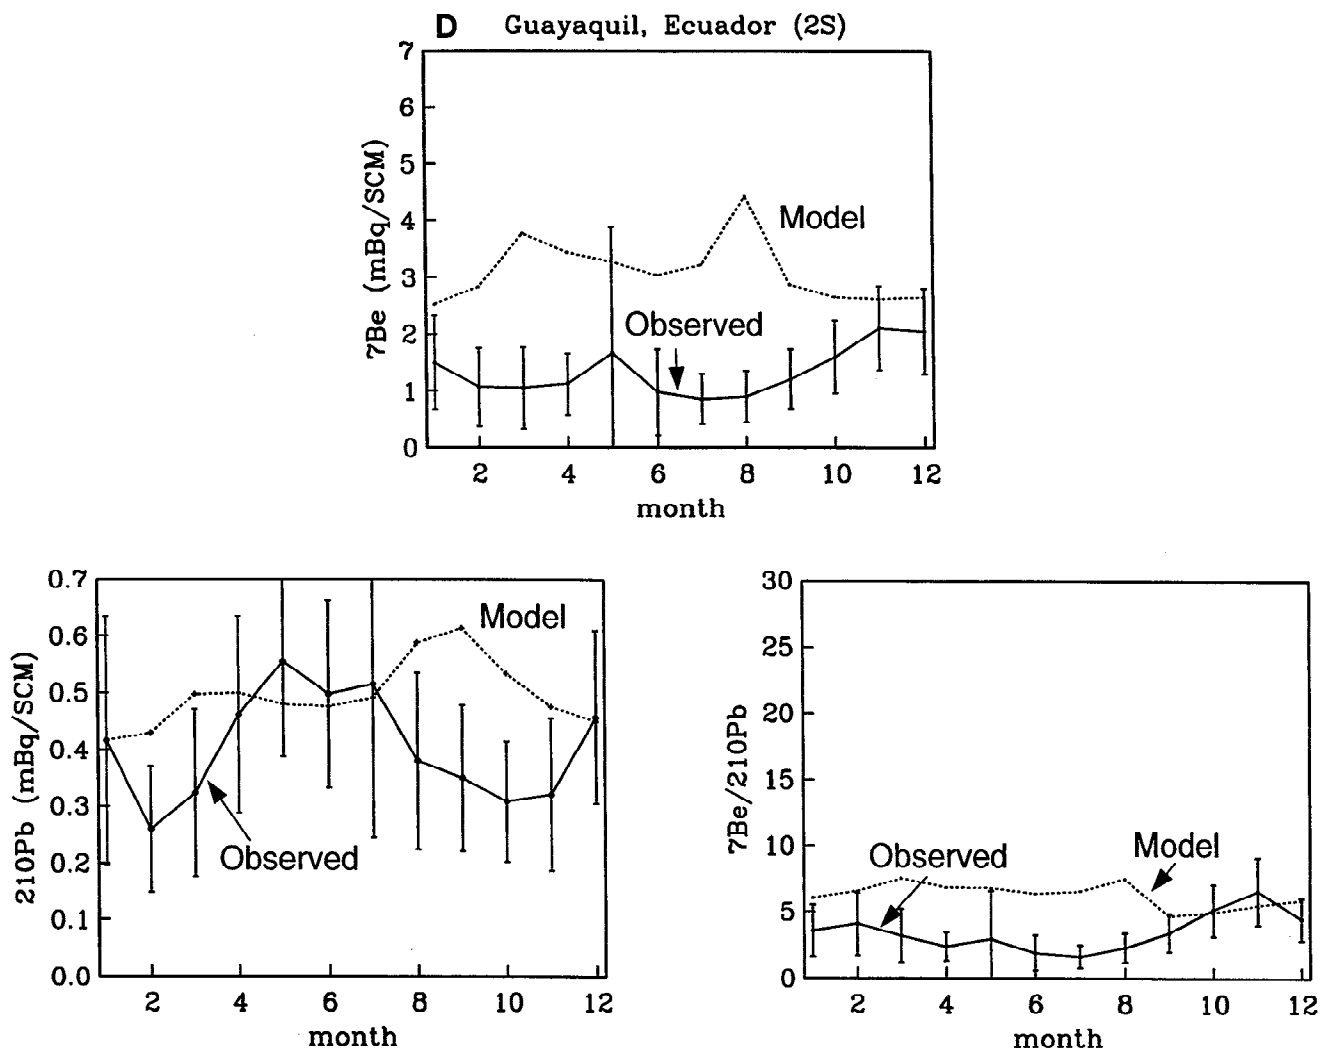 D Guayaquil, Ecuador (2S)
7
6
5
4
3
2
1
0
7Be (mBq/SCM)
Model
Observed
2 4 6 8 10 12
month
0.7
0.6
0.5
0.4
0.3
0.2
0.1
0.0
210Pb (mBq/SCM)
Model
Observed
2 4 6 8 10 12
month
30
25
20
15
10
5
0
7Be/210Pb
Observed
Model
2 4 6 8 10 12
month